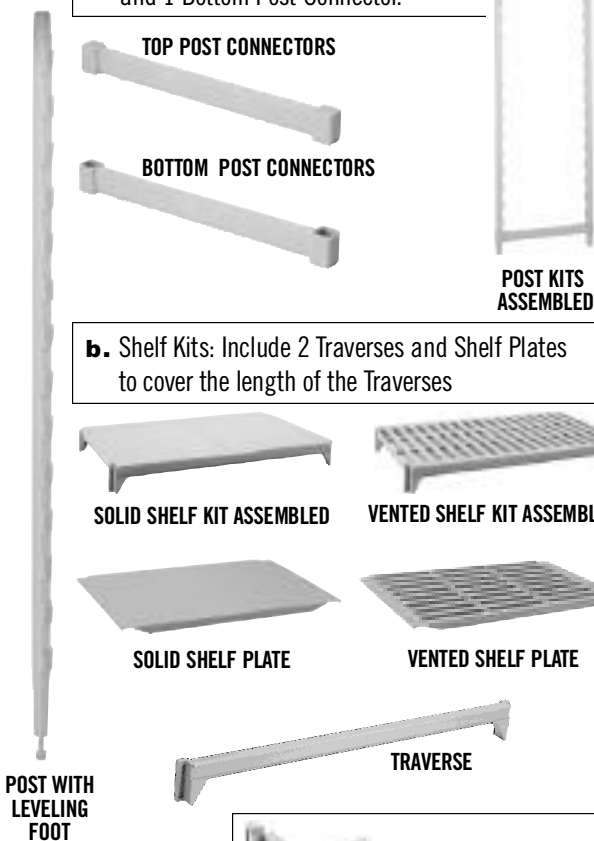 and 1 Bottom Post Connector.
TOP POST CONNECTORS
BOTTOM POST CONNECTORS
POST KITS
ASSEMBLED
b. Shelf Kits: Include 2 Traverses and Shelf Plates
to cover the length of the Traverses
SOLID SHELF KIT ASSEMBLED
VENTED SHELF KIT ASSEMBL
SOLID SHELF PLATE
VENTED SHELF PLATE
TRAVERSE
POST WITH
LEVELING
FOOT